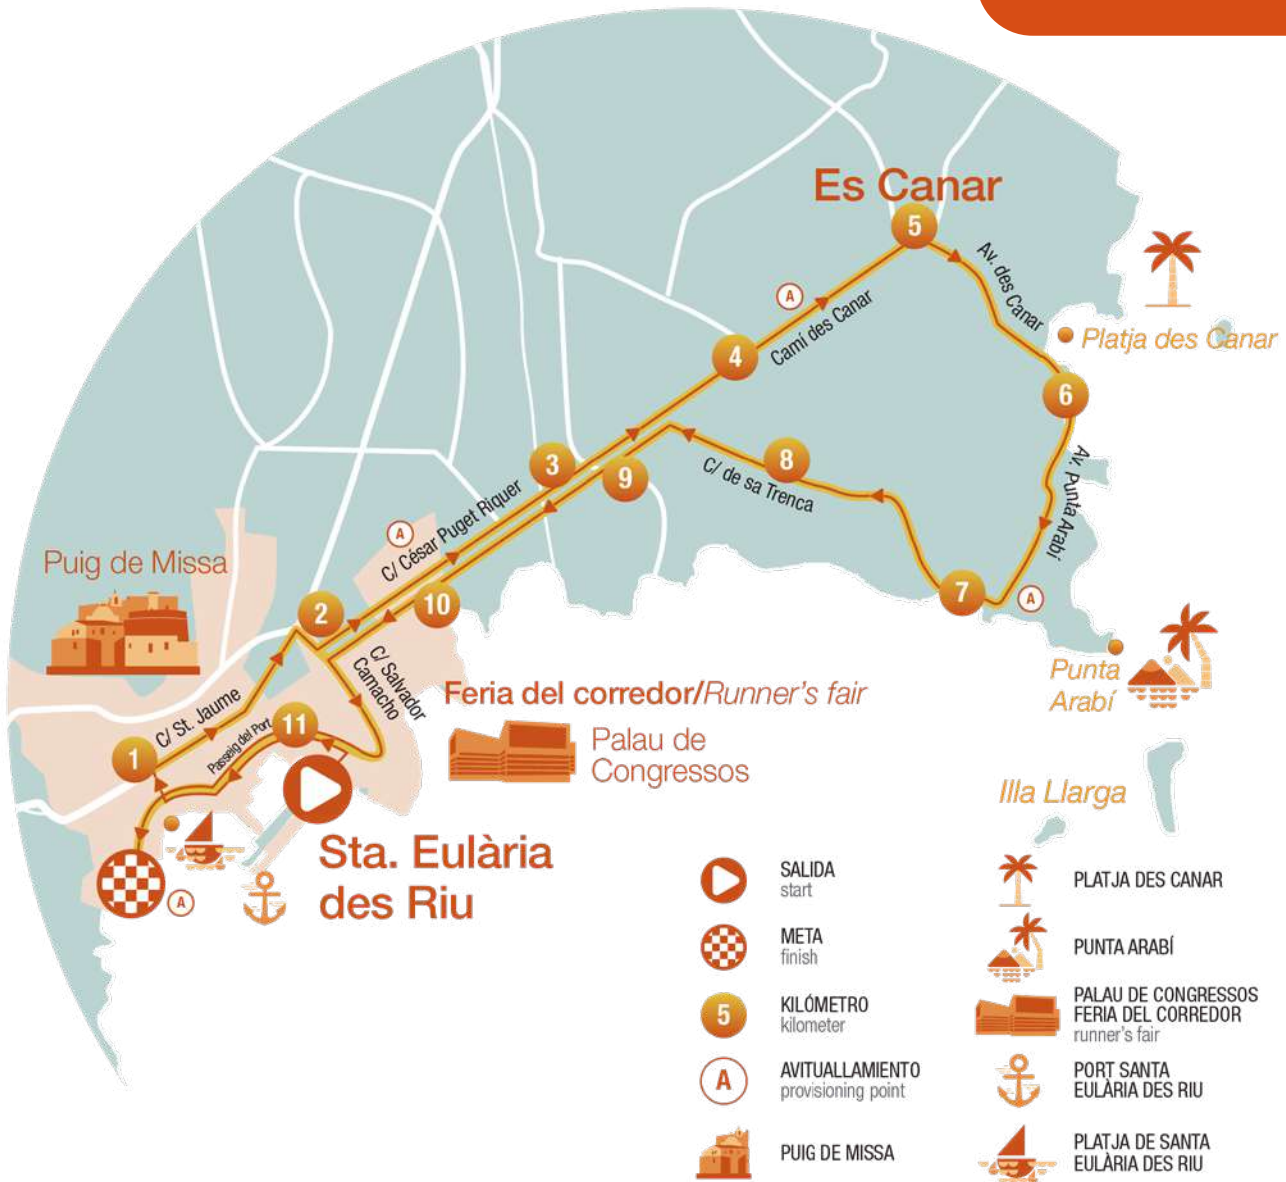 Es Canar
5
Av. des Canar
A
Camí des Canar
4
Platja des Canar
6
3
9
C/ de sa Trenca
8
Av. Punta Arabí
A
C/ César Puget Riquer
Puig de Missa
2
10
7
A
C/ Salvador
Camacho
Punta
Arabí
C/ St. Jaume
Feria del corredor/Runner's fair
1
Passeig del Port
11
Palau de
Congressos
Illa Llarga
Sta. Eulària
des Riu
A
SALIDA
start
META
finish
5
KILÓMETRO
kilometer
A
AVITUALLAMIENTO
provisioning point
PUIG DE MISSA
PLATJA DES CANAR
PUNTA ARABÍ
PALAU DE CONGRESSOS
FERIA DEL CORREDOR
runner's fair
PORT SANTA
EULÀRIA DES RIU
PLATJA DE SANTA
EULÀRIA DES RIU